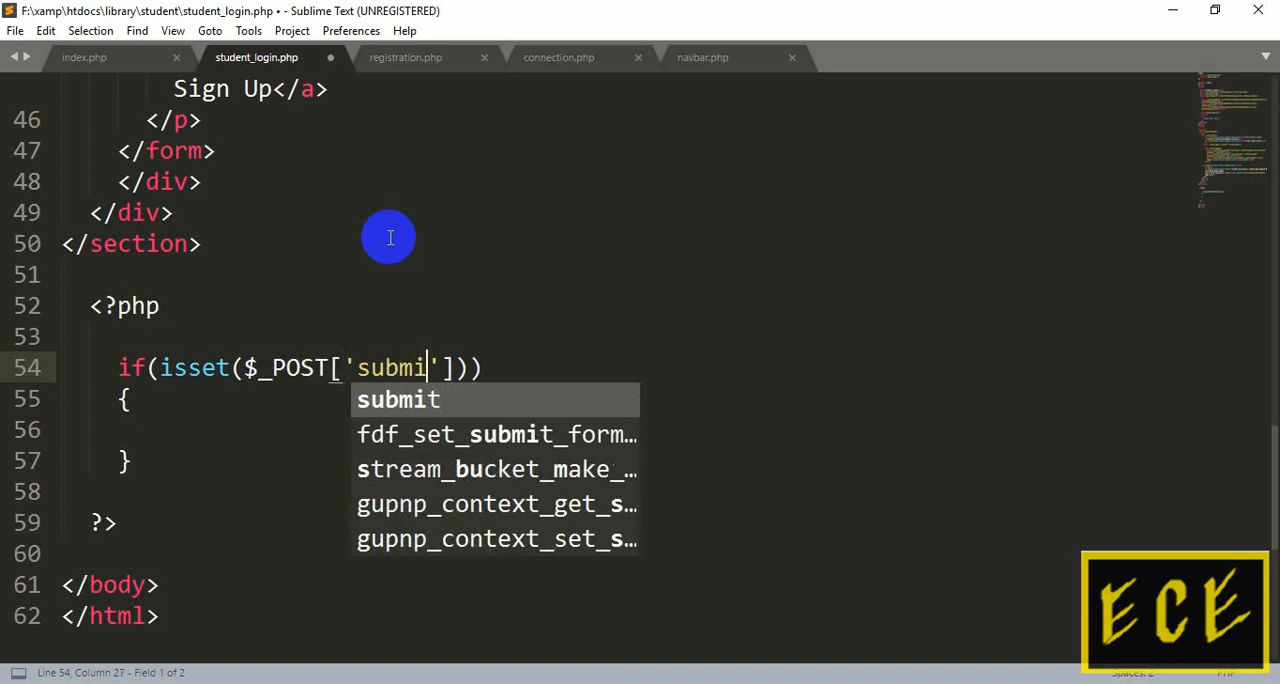 F:\xamp\htdocs\library\student\student_login.php • - Sublime Text (UNREGISTERED)
File Edit Selection Find View Goto Tools Project Preferences Help
index.php student_login.php registration.php connection.php navbar.php
Sign Up</a>
46 </p>
47 </form>
48 </div>
49 </div>
50 </section>
51
52 <?php
53
54 if(isset($_POST['submi']))
55 {
submit
56
fdf_set_submit_form…
57 }
stream_bucket_make_…
58
gupnp_context_get_s…
59 ?>
gupnp_context_set_s…
60
61 </body>
62 </html>
ECE
Line 54, Column 27 - Field 1 of 2
Spaces: 2
PHP